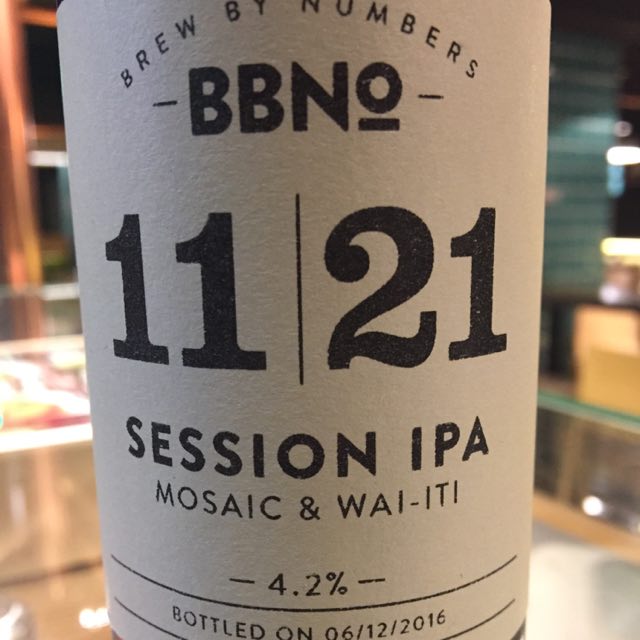 BREW BY NUMBERS
BBNo
11|21
SESSION IPA
MOSAIC & WAI-ITI
4.2%
BOTTLED ON 06/12/2016